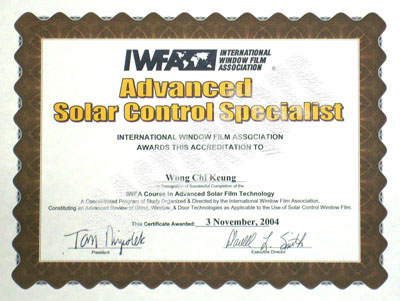 IWFA INTERNATIONAL
WINDOW FILM
ASSOCIATION ®
Advanced
Solar Control Specialist
INTERNATIONAL WINDOW FILM ASSOCIATION
AWARDS THIS ACCREDITATION TO
Wong Chi Keung
In Recognition of Successful Completion of the
IWFA Course in Advanced Solar Film Technology
A Concentrated Program of Study Organized & Directed by the International Window Film Association,
Constituting an Advanced Review of Glass, Window, & Door Technologies as Applicable to the Use of Solar Control Window Film.
This Certificate Awarded: 3 November, 2004
President
Executive Director